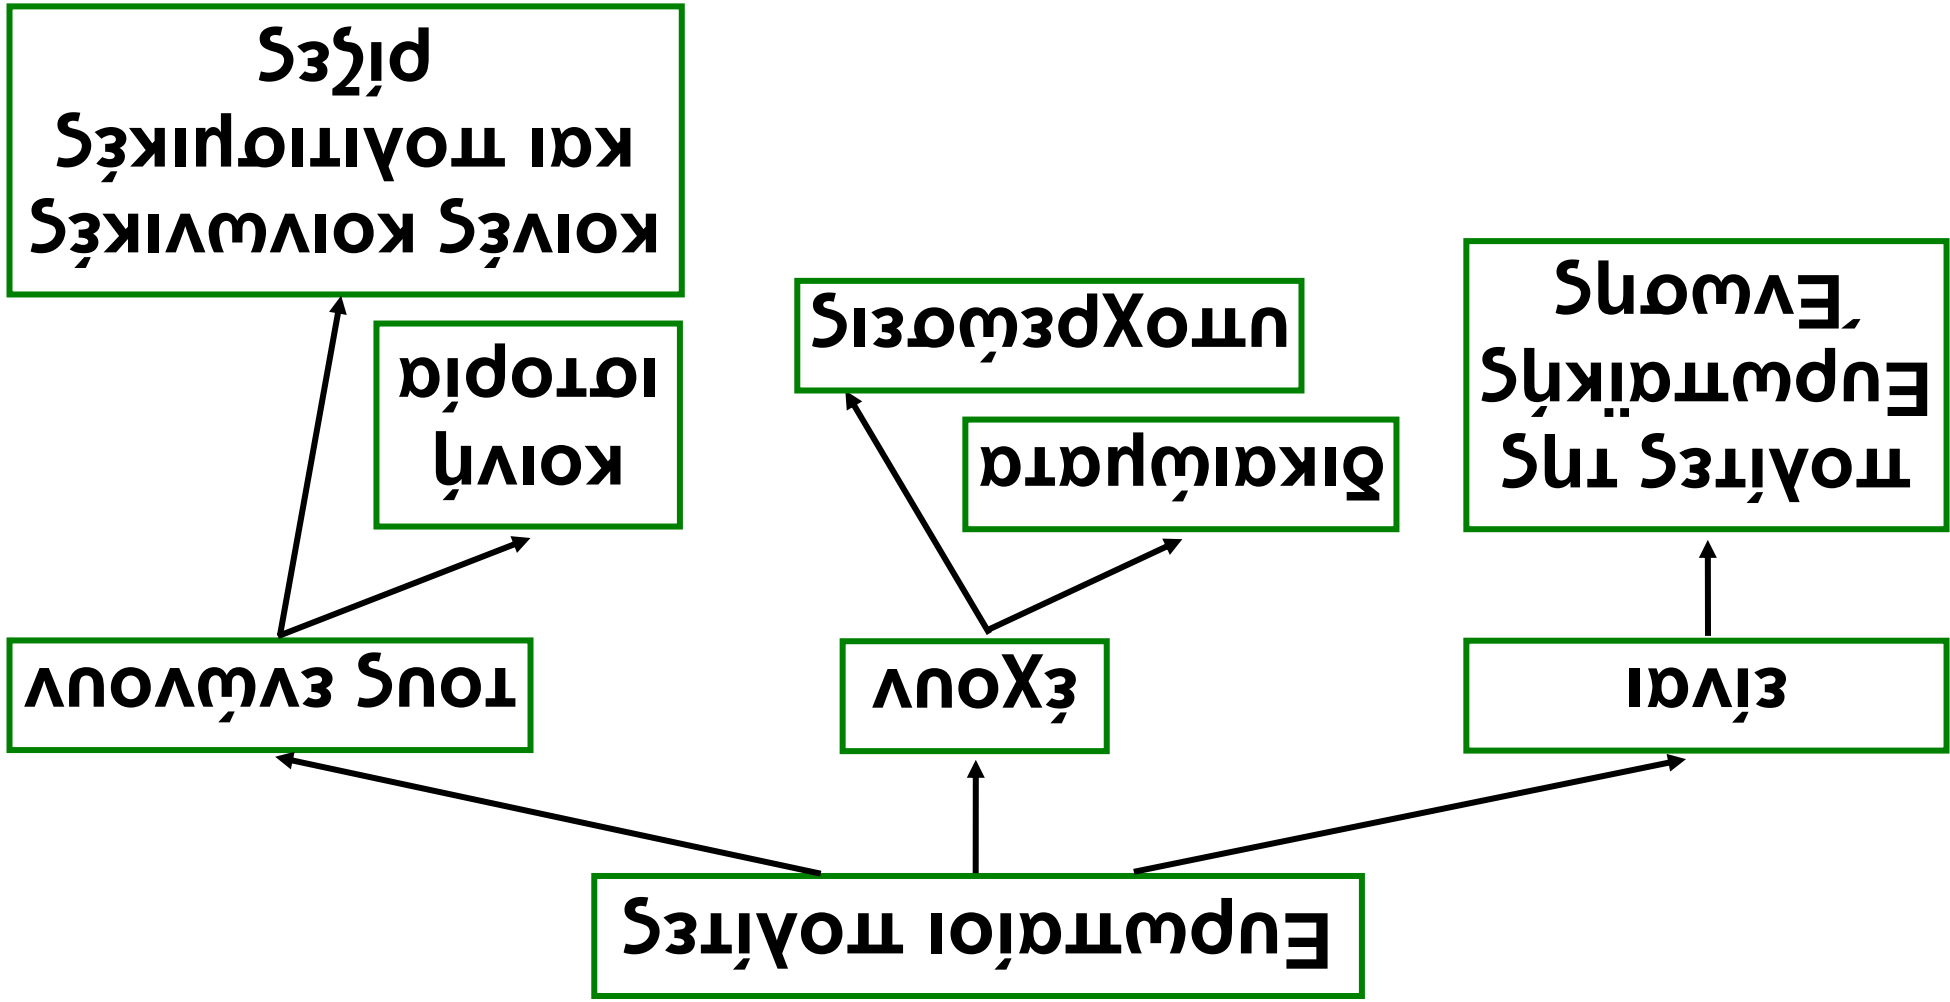 Ευρωπαίοι πολίτες
είναι
έχουν
τους ενώνουν
πολίτες της
Ευρωπαϊκής
Ένωσης
δικαιώματα
υποχρεώσεις
κοινή
ιστορία
κοινές κοινωνικές
και πολιτισμικές
ρίζες